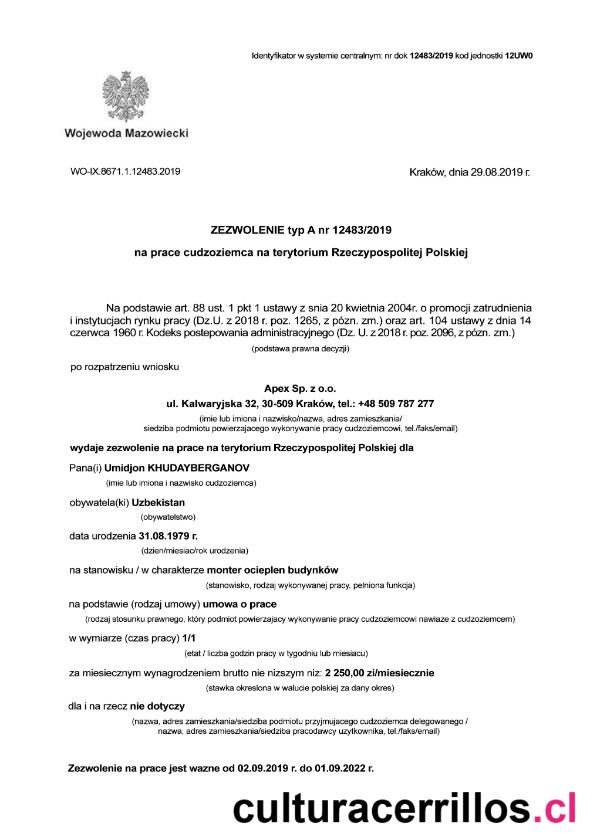 Identyfikator w systemie centralnym: nr dok 12483/2019 kod jednostki 12UW0
Wojewoda Mazowiecki
WO-IX.8671.1.12483.2019
Kraków, dnia 29.08.2019 r.
ZEZWOLENIE typ A nr 12483/2019
na prace cudzoziemca na terytorium Rzeczypospolitej Polskiej
Na podstawie art. 88 ust. 1 pkt 1 ustawy z snia 20 kwietnia 2004r. o promocji zatrudnienia
i instytucjach rynku pracy (Dz.U. z 2018 r. poz. 1265, z pózn. zm.) oraz art. 104 ustawy z dnia 14
czerwca 1960 r. Kodeks postepowania administracyjnego (Dz. U. z 2018 r. poz. 2096, z pózn. zm.)
(podstawa prawna decyzji)
po rozpatrzeniu wniosku
Apex Sp. z o.o.
ul. Kalwaryjska 32, 30-509 Kraków, tel.: +48 509 787 277
(imie lub imiona i nazwisko/nazwa, adres zamieszkania/
siedziba podmiotu powierzajacego wykonywanie pracy cudzoziemcowi, tel./faks/email)
wydaje zezwolenie na prace na terytorium Rzeczypospolitej Polskiej dla
Pana(i) Umidjon KHUDAYBERGANOV
(imie lub imiona i nazwisko cudzoziemca)
obywatela(ki) Uzbekistan
(obywatelstwo)
data urodzenia 31.08.1979 r.
(dzien/miesiac/rok urodzenia)
na stanowisku / w charakterze monter ocieplen budynków
(stanowisko, rodzaj wykonywanej pracy, pelniona funkcja)
na podstawie (rodzaj umowy) umowa o prace
(rodzaj stosunku prawnego, który podmiot powierzajacy wykonywanie pracy cudzoziemcowi nawiaze z cudzoziemcem)
w wymiarze (czas pracy) 1/1
(etat / liczba godzin pracy w tygodniu lub miesiacu)
za miesiecznym wynagrodzeniem brutto nie nizszym niz: 2 250,00 zi/miesiecznie
(stawka okreslona w walucie polskiej za dany okres)
dla i na rzecz nie dotyczy
(nazwa, adres zamieszkania/siedziba podmiotu przyjmujacego cudzoziemca delegowanego /
nazwa, adres zamieszkania/siedziba pracodawcy uzytkownika, tel./faks/email)
Zezwolenie na prace jest wazne od 02.09.2019 r. do 01.09.2022 r.
culturacerrillos.cl